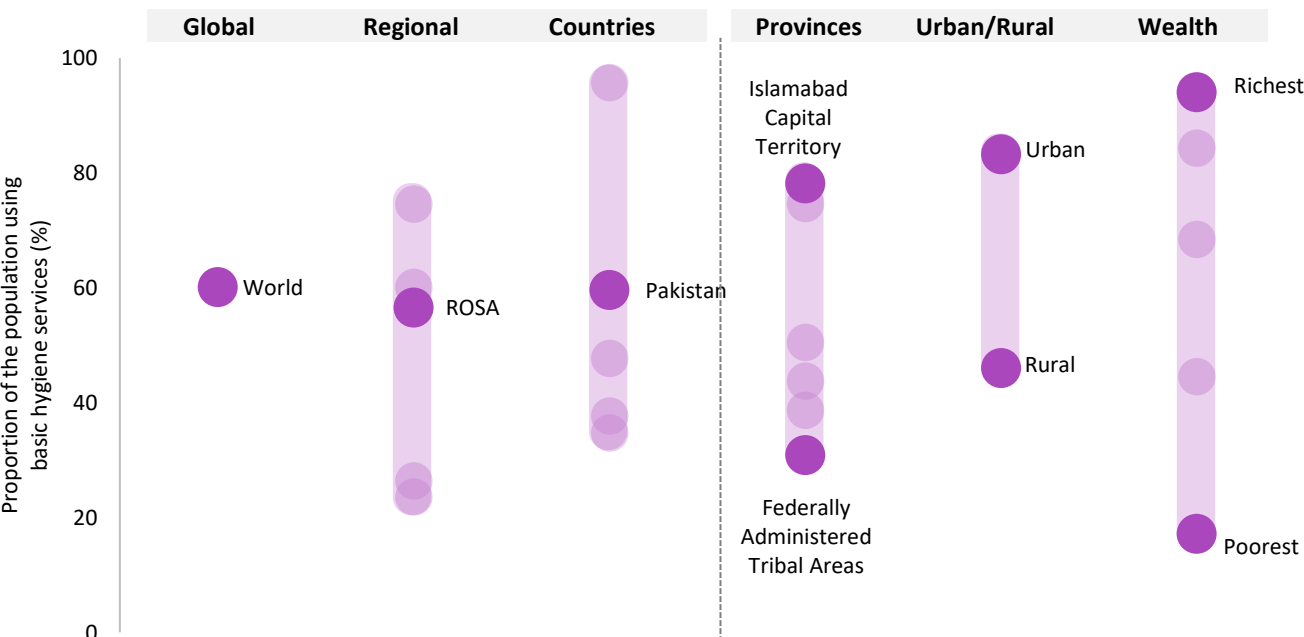 Global Regional Countries Provinces Urban/Rural Wealth
Proportion of the population using
basic hygiene services (%)
100
80
60
40
20
0
World
ROSA
Pakistan
Islamabad
Capital
Territory
Federally
Administered
Tribal Areas
Urban
Rural
Richest
Poorest